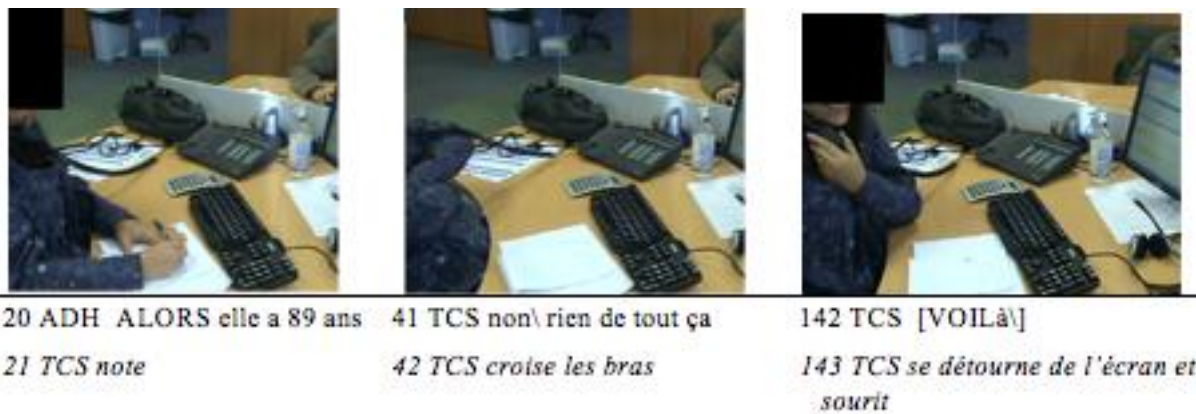 20 ADH ALORS elle a 89 ans
21 TCS note
41 TCS non\ rien de tout ça
42 TCS croise les bras
142 TCS [VOILà\]
143 TCS se détourne de l'écran et
sourit